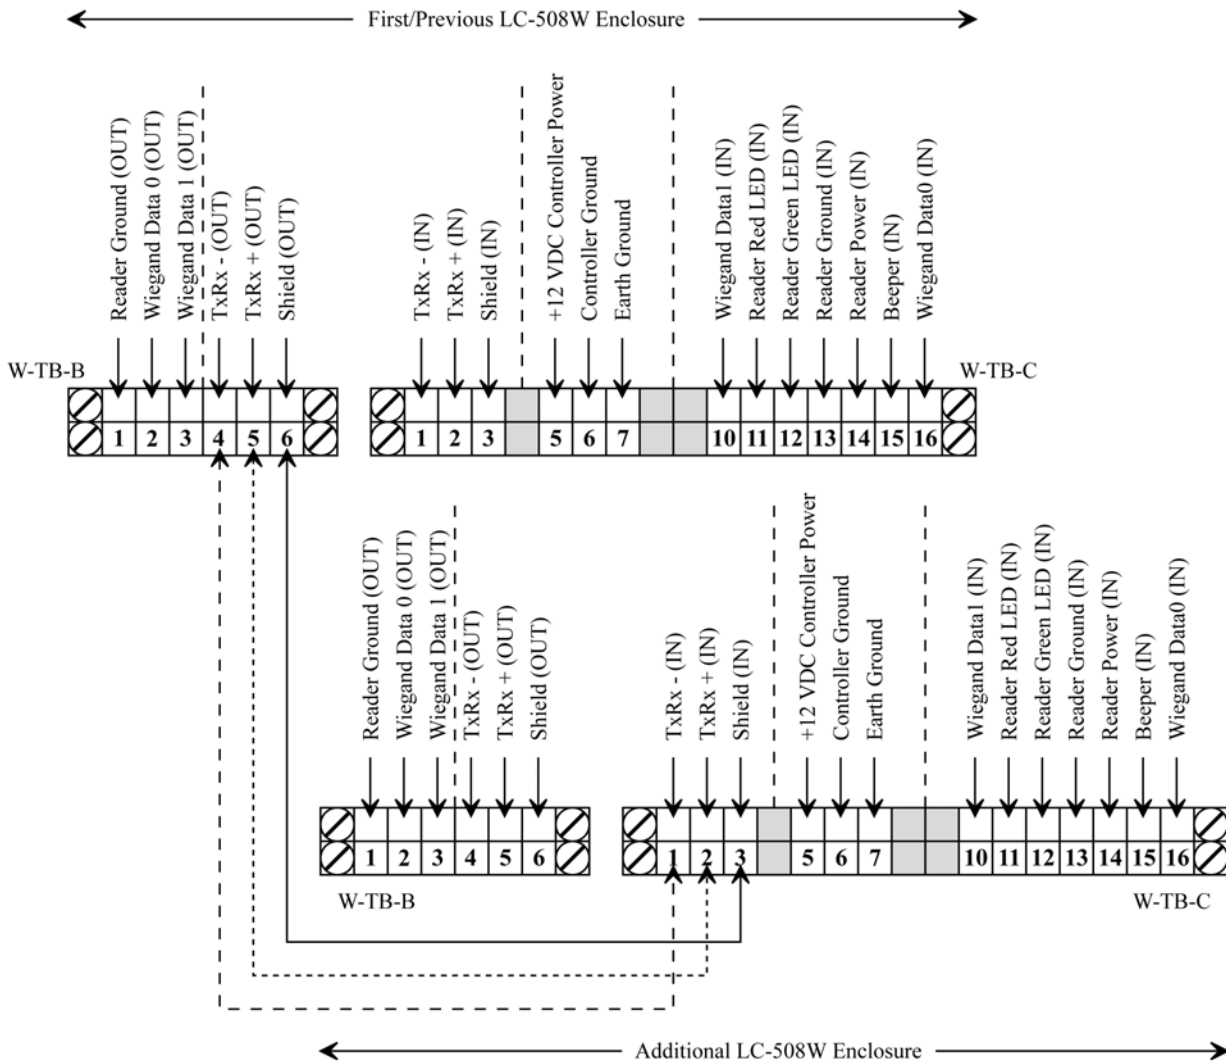 First/Previous LC-508W Enclosure
Reader Ground (OUT)
Wiegand Data 0 (OUT)
Wiegand Data 1 (OUT)
TxRx - (OUT)
TxRx + (OUT)
Shield (OUT)
TxRx - (IN)
TxRx + (IN)
Shield (IN)
+12 VDC Controller Power
Controller Ground
Earth Ground
Wiegand Data1 (IN)
Reader Red LED (IN)
Reader Green LED (IN)
Reader Ground (IN)
Reader Power (IN)
Beeper (IN)
Wiegand Data0 (IN)
W-TB-B
W-TB-C
1 2 3 4 5 6
1 2 3 5 6 7 10 11 12 13 14 15 16
Reader Ground (OUT)
Wiegand Data 0 (OUT)
Wiegand Data 1 (OUT)
TxRx - (OUT)
TxRx + (OUT)
Shield (OUT)
TxRx - (IN)
TxRx + (IN)
Shield (IN)
+12 VDC Controller Power
Controller Ground
Earth Ground
Wiegand Data1 (IN)
Reader Red LED (IN)
Reader Green LED (IN)
Reader Ground (IN)
Reader Power (IN)
Beeper (IN)
Wiegand Data0 (IN)
1 2 3 4 5 6
1 2 3 5 6 7 10 11 12 13 14 15 16
W-TB-B
W-TB-C
Additional LC-508W Enclosure